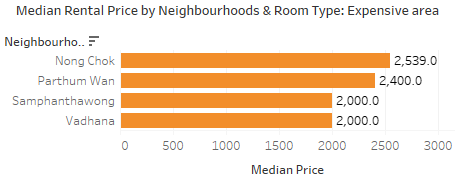 Median Rental Price by Neighbourhoods & Room Type: Expensive area
Neighbourho..
Nong Chok 2,539.0
Parthum Wan 2,400.0
Samphanthawong 2,000.0
Vadhana 2,000.0
0 500 1000 1500 2000 2500 3000
Median Price